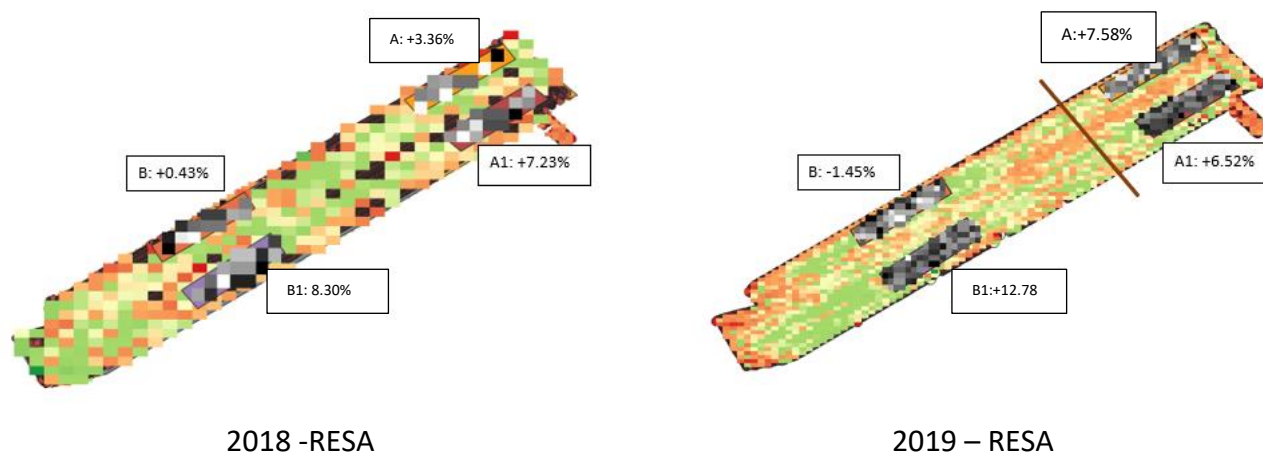 A: +3.36%
A1: +7.23%
B: +0.43%
B1: 8.30%
2018 -RESA
A:+7.58%
A1: +6.52%
B: -1.45%
B1:+12.78
2019 – RESA